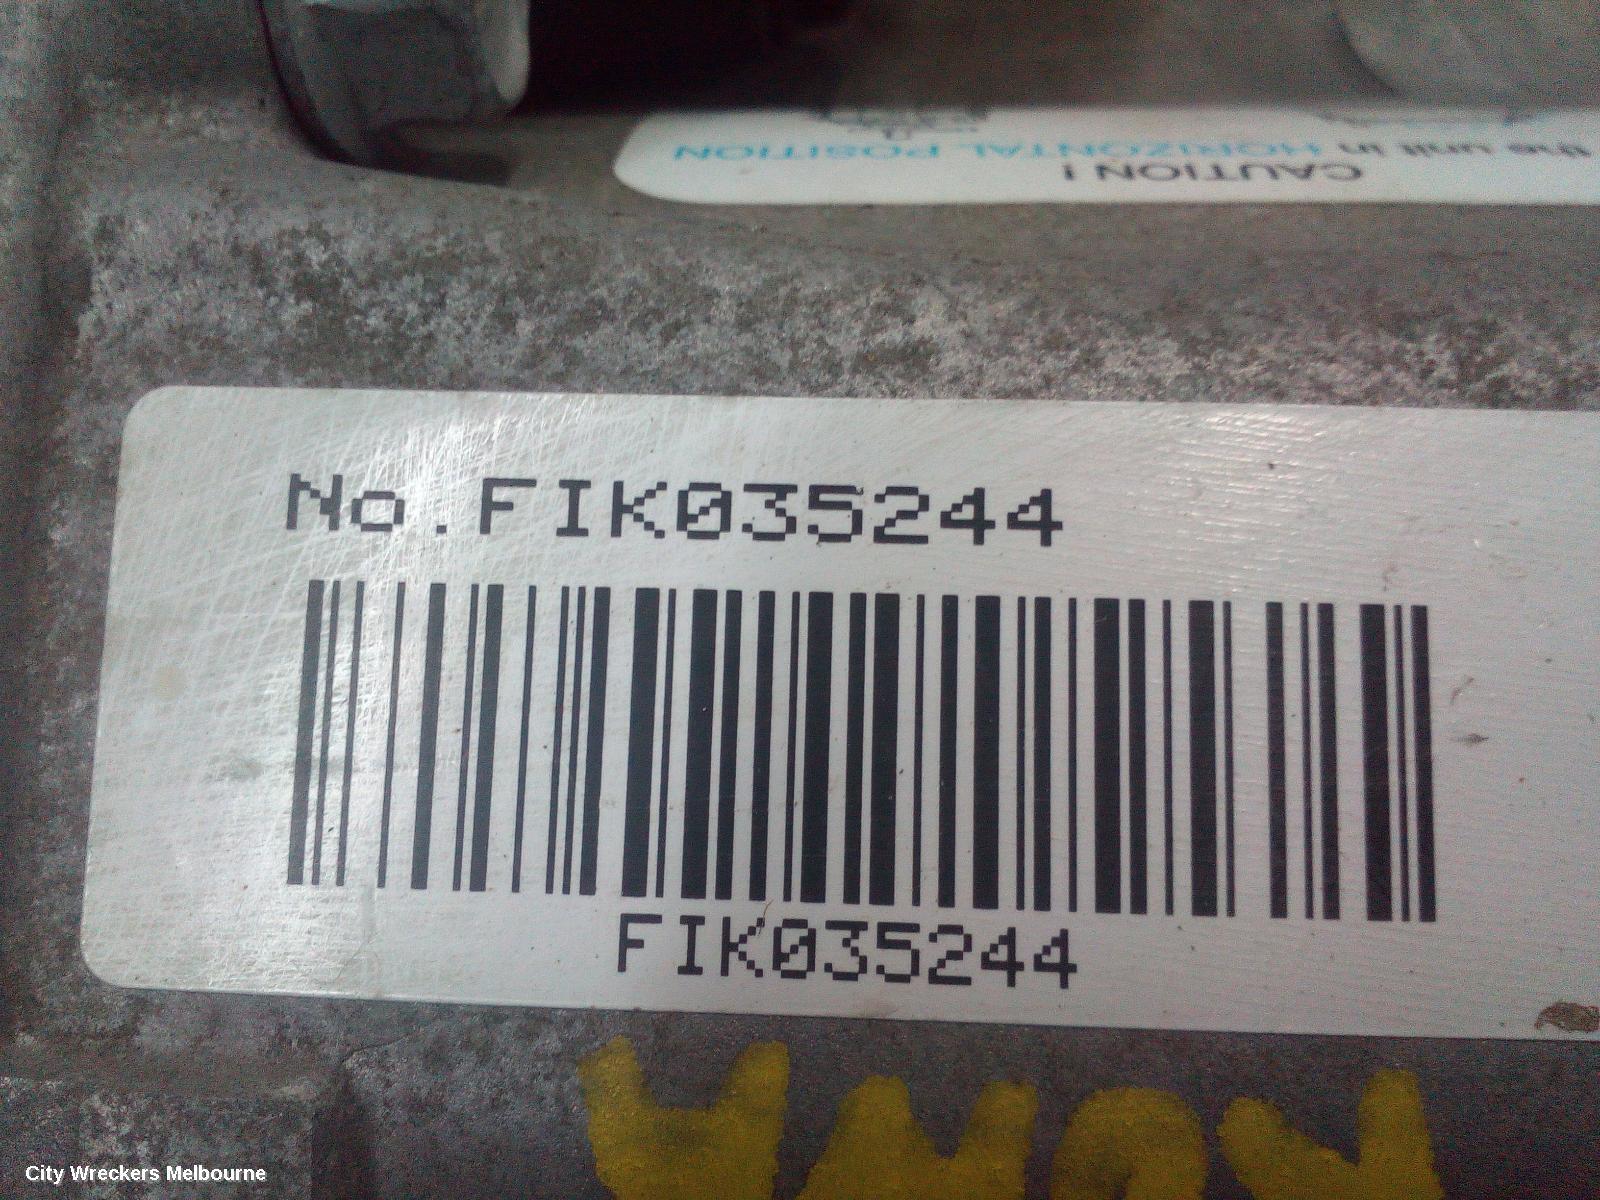 the unit in HORIZONTAL POSITION
CAUTION !
No.FIK035244
FIK035244
City Wreckers Melbourne